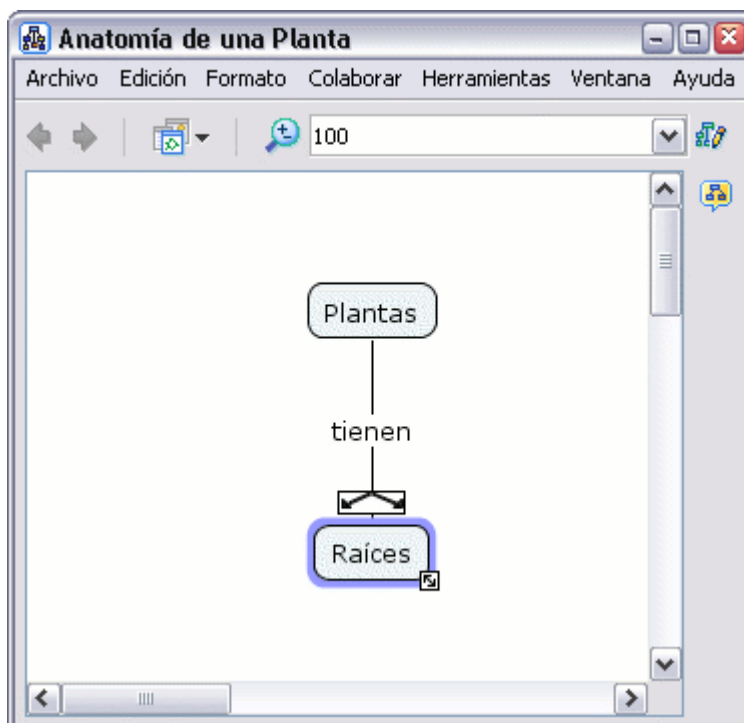 Anatomía de una Planta
Archivo Edición Formato Colaborar Herramientas Ventana Ayuda
100
Plantas
tienen
Raíces